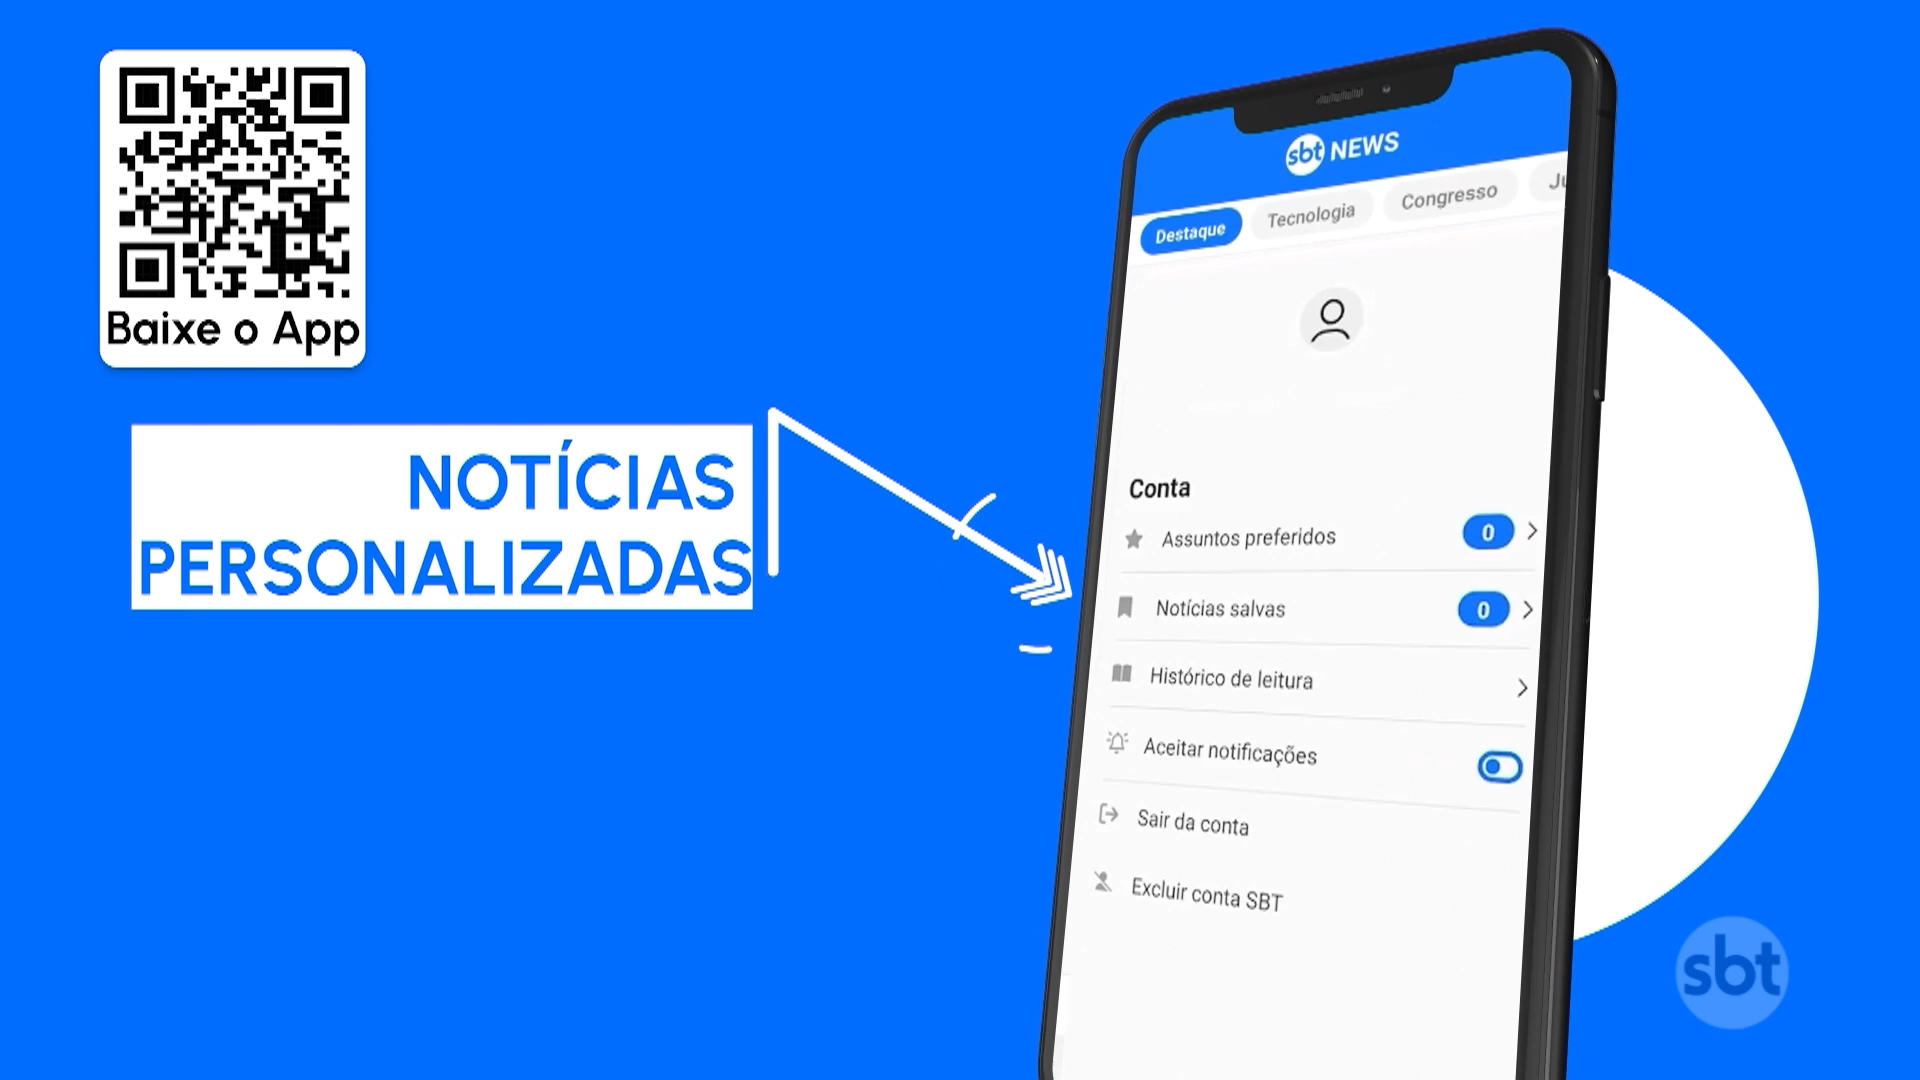 Baixe o App
NOTÍCIAS
PERSONALIZADAS
sbt NEWS
Destaque
Tecnologia
Congresso
Ju
Conta
Assuntos preferidos 0
Notícias salvas 0
Histórico de leitura
Aceitar notificações
Sair da conta
Excluir conta SBT
sbt